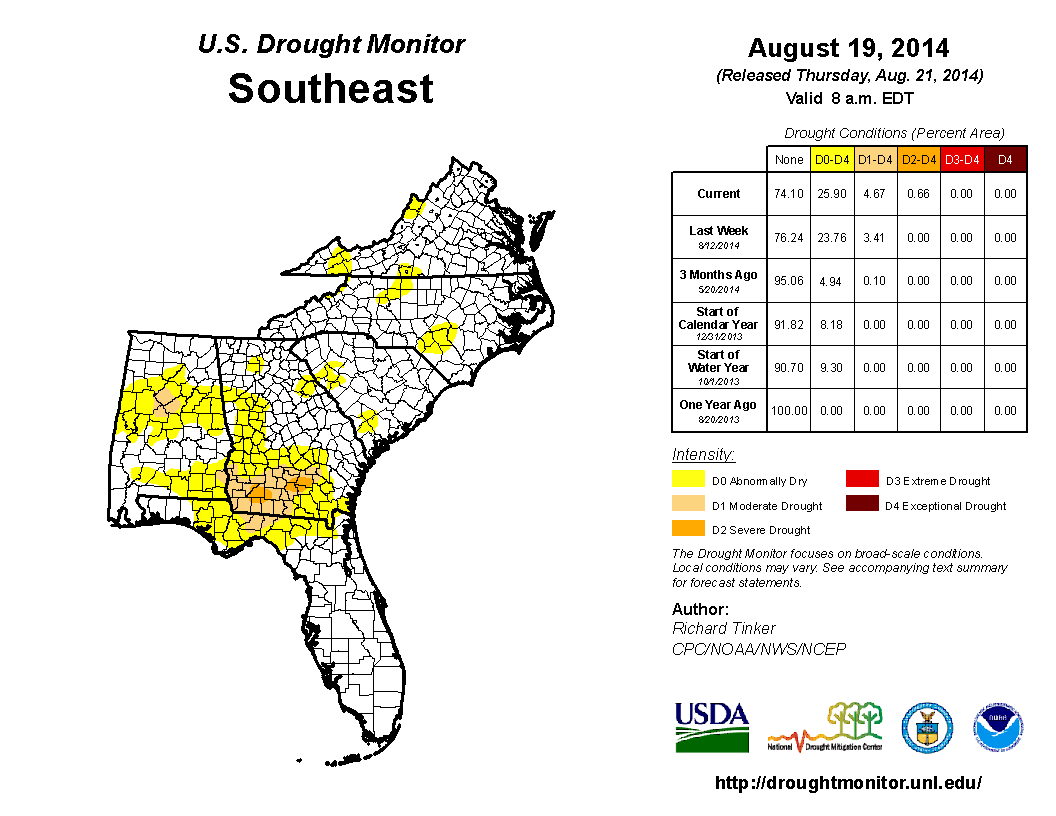 U.S. Drought Monitor
Southeast
August 19, 2014
(Released Thursday, Aug. 21, 2014)
Valid 8 a.m. EDT
Drought Conditions (Percent Area)
None D0-D4 D1-D4 D2-D4 D3-D4 D4
Current 74.10 25.90 4.67 0.66 0.00 0.00
Last Week 76.24 23.76 3.41 0.00 0.00 0.00
8/12/2014
3 Months Ago 95.06 4.94 0.10 0.00 0.00 0.00
5/20/2014
Start of
Calendar Year 91.82 8.18 0.00 0.00 0.00 0.00
12/31/2013
Start of
Water Year 90.70 9.30 0.00 0.00 0.00 0.00
10/1/2013
One Year Ago 100.00 0.00 0.00 0.00 0.00 0.00
8/20/2013
Intensity:
D0 Abnormally Dry
D1 Moderate Drought
D2 Severe Drought
D3 Extreme Drought
D4 Exceptional Drought
The Drought Monitor focuses on broad-scale conditions.
Local conditions may vary. See accompanying text summary
for forecast statements.
Author:
Richard Tinker
CPC/NOAA/NWS/NCEP
USDA
National Drought Mitigation Center
NOAA
http://droughtmonitor.unl.edu/